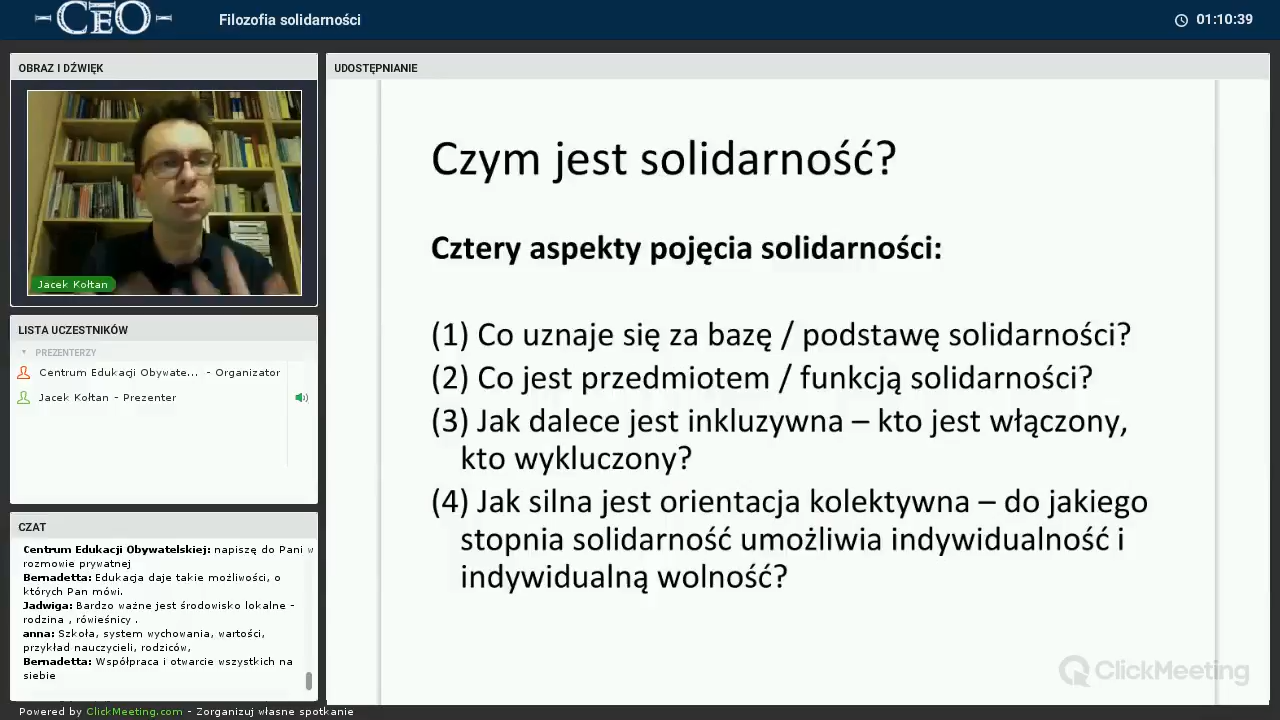 CEO
Filozofia solidarności
01:10:39
OBRAZ I DŹWIĘK
Jacek Kołtan
LISTA UCZESTNIKÓW
PREZENTERZY
Centrum Edukacji Obywate... - Organizator
Jacek Kołtan - Prezenter
CZAT
Centrum Edukacji Obywatelskiej: napiszę do Pani w
rozmowie prywatnej
Bernadetta: Edukacja daje takie możliwości, o
których Pan mówi.
Jadwiga: Bardzo ważne jest środowisko lokalne -
rodzina , rówieśnicy .
anna: Szkoła, system wychowania, wartości,
przykład nauczycieli, rodziców,
Bernadetta: Współpraca i otwarcie wszystkich na
siebie
UDOSTĘPNIANIE
Czym jest solidarność?
Cztery aspekty pojęcia solidarności:
(1) Co uznaje się za bazę / podstawę solidarności?
(2) Co jest przedmiotem / funkcją solidarności?
(3) Jak dalece jest inkluzywna – kto jest włączony,
kto wykluczony?
(4) Jak silna jest orientacja kolektywna – do jakiego
stopnia solidarność umożliwia indywidualność i
indywidualną wolność?
ClickMeeting
Powered by ClickMeeting.com - Zorganizuj własne spotkanie